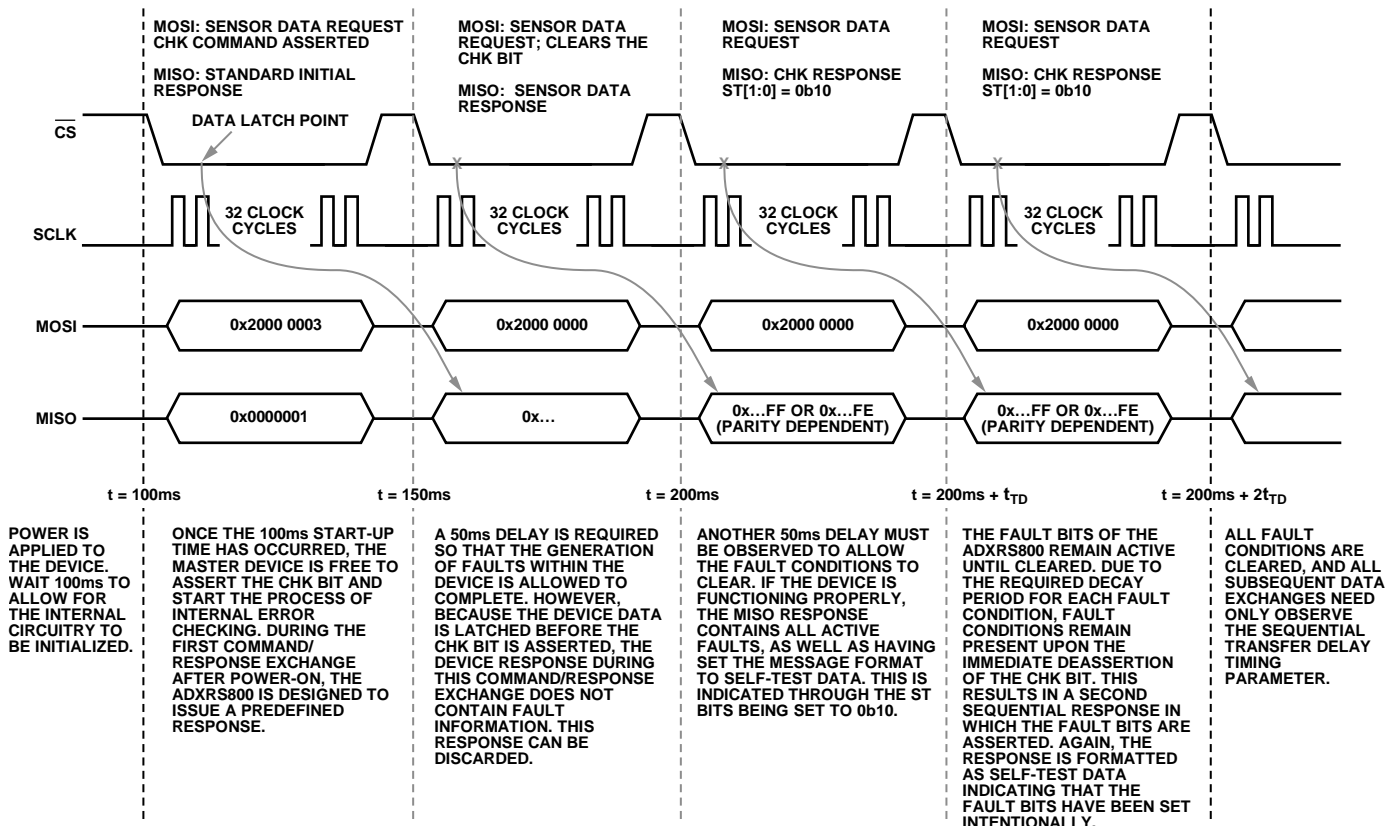 MOSI: SENSOR DATA REQUEST
CHK COMMAND ASSERTED
MISO: STANDARD INITIAL
RESPONSE
MOSI: SENSOR DATA
REQUEST; CLEARS THE
CHK BIT
MISO: SENSOR DATA
RESPONSE
MOSI: SENSOR DATA
REQUEST
MISO: CHK RESPONSE
ST[1:0] = 0b10
MOSI: SENSOR DATA
REQUEST
MISO: CHK RESPONSE
ST[1:0] = 0b10
CS
DATA LATCH POINT
X
X
X
SCLK
32 CLOCK
CYCLES
32 CLOCK
CYCLES
32 CLOCK
CYCLES
32 CLOCK
CYCLES
MOSI
0x2000 0003
0x2000 0000
0x2000 0000
0x2000 0000
MISO
0x0000001
0x…
0x…FF OR 0x…FE
(PARITY DEPENDENT)
0x…FF OR 0x…FE
(PARITY DEPENDENT)
t = 100ms
t = 150ms
t = 200ms
t = 200ms + tTD
t = 200ms + 2tTD
POWER IS
APPLIED TO
THE DEVICE.
WAIT 100ms TO
ALLOW FOR
THE INTERNAL
CIRCUITRY TO
BE INITIALIZED.
ONCE THE 100ms START-UP
TIME HAS OCCURRED, THE
MASTER DEVICE IS FREE TO
ASSERT THE CHK BIT AND
START THE PROCESS OF
INTERNAL ERROR
CHECKING. DURING THE
FIRST COMMAND/
RESPONSE EXCHANGE
AFTER POWER-ON, THE
ADXRS800 IS DESIGNED TO
ISSUE A PREDEFINED
RESPONSE.
A 50ms DELAY IS REQUIRED
SO THAT THE GENERATION
OF FAULTS WITHIN THE
DEVICE IS ALLOWED TO
COMPLETE. HOWEVER,
BECAUSE THE DEVICE DATA
IS LATCHED BEFORE THE
CHK BIT IS ASSERTED, THE
DEVICE RESPONSE DURING
THIS COMMAND/RESPONSE
EXCHANGE DOES NOT
CONTAIN FAULT
INFORMATION. THIS
RESPONSE CAN BE
DISCARDED.
ANOTHER 50ms DELAY MUST
BE OBSERVED TO ALLOW
THE FAULT CONDITIONS TO
CLEAR. IF THE DEVICE IS
FUNCTIONING PROPERLY,
THE MISO RESPONSE
CONTAINS ALL ACTIVE
FAULTS, AS WELL AS HAVING
SET THE MESSAGE FORMAT
TO SELF-TEST DATA. THIS IS
INDICATED THROUGH THE ST
BITS BEING SET TO 0b10.
THE FAULT BITS OF THE
ADXRS800 REMAIN ACTIVE
UNTIL CLEARED. DUE TO
THE REQUIRED DECAY
PERIOD FOR EACH FAULT
CONDITION, FAULT
CONDITIONS REMAIN
PRESENT UPON THE
IMMEDIATE DEASSERTION
OF THE CHK BIT. THIS
RESULTS IN A SECOND
SEQUENTIAL RESPONSE IN
WHICH THE FAULT BITS ARE
ASSERTED. AGAIN, THE
RESPONSE IS FORMATTED
AS SELF-TEST DATA
INDICATING THAT THE
FAULT BITS HAVE BEEN SET
INTENTIONALLY.
ALL FAULT
CONDITIONS ARE
CLEARED, AND ALL
SUBSEQUENT DATA
EXCHANGES NEED
ONLY OBSERVE
THE SEQUENTIAL
TRANSFER DELAY
TIMING
PARAMETER.